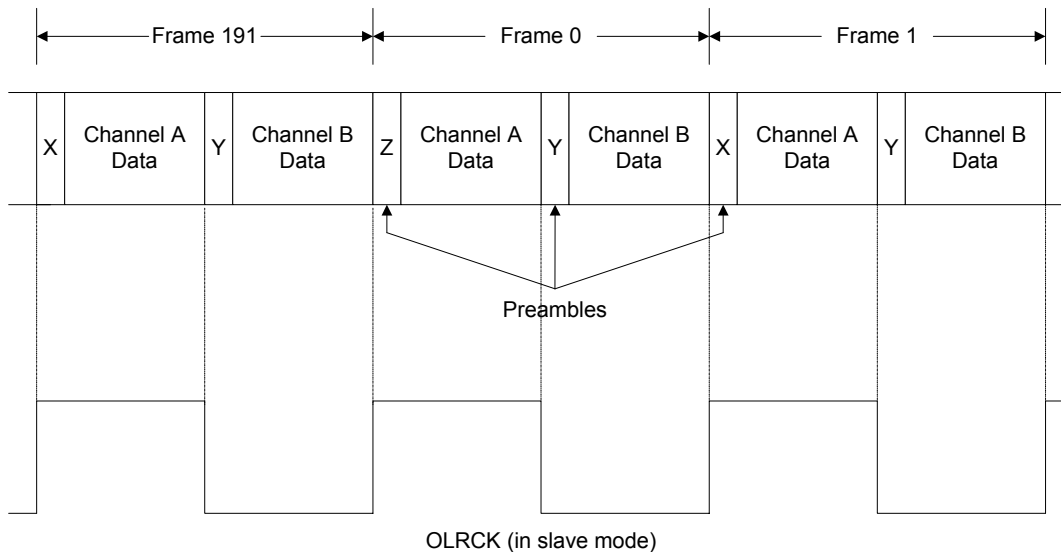 Frame 191 Frame 0 Frame 1
X Channel A Data Y Channel B Data Z Channel A Data Y Channel B Data X Channel A Data Y Channel B Data
Preambles
OLRCK (in slave mode)